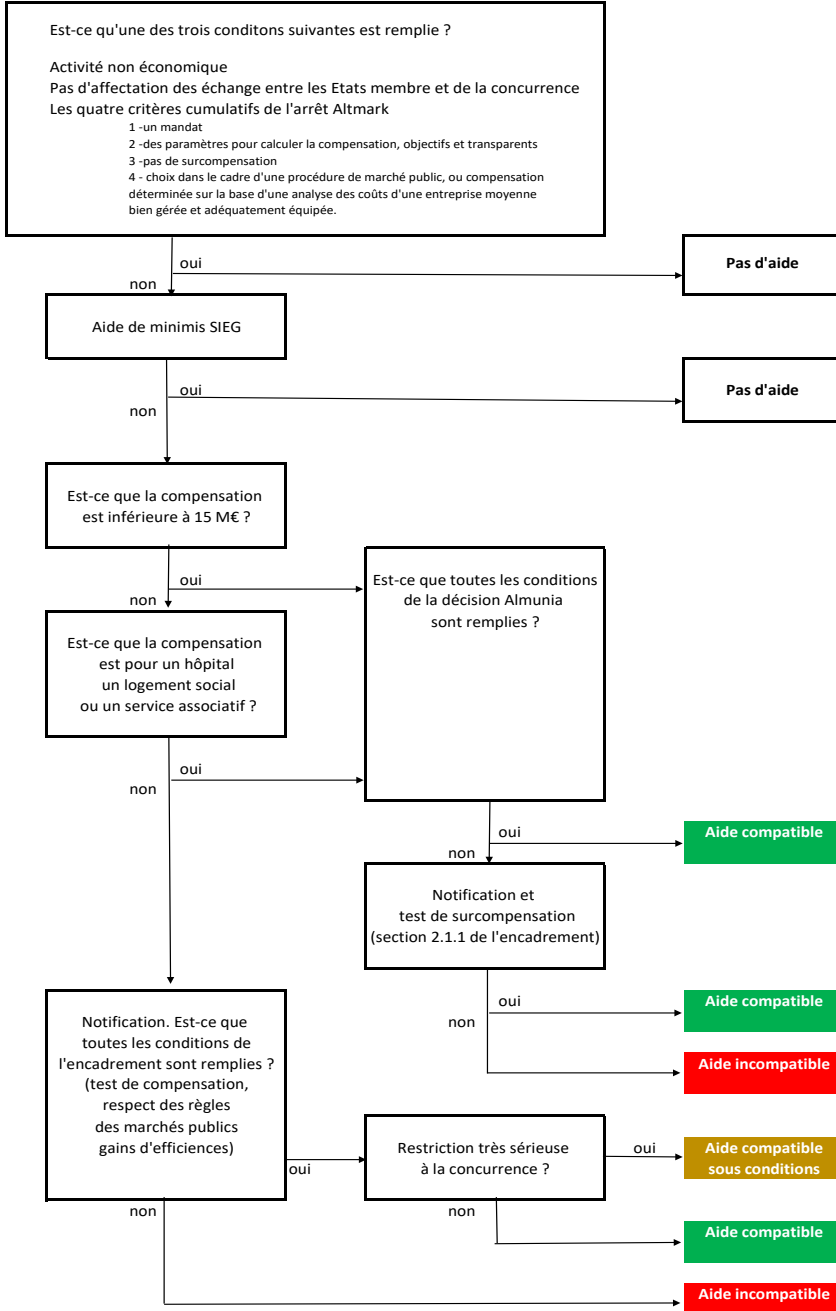 Est-ce qu'une des trois conditons suivantes est remplie ?
Activité non économique
Pas d'affectation des échange entre les Etats membre et de la concurrence
Les quatre critères cumulatifs de l'arrêt Altmark
1 -un mandat
2 -des paramètres pour calculer la compensation, objectifs et transparents
3 -pas de surcompensation
4 - choix dans le cadre d'une procédure de marché public, ou compensation
déterminée sur la base d'une analyse des coûts d'une entreprise moyenne
bien gérée et adéquatement équipée.
oui
Pas d'aide
non
Aide de minimis SIEG
oui
Pas d'aide
non
Est-ce que la compensation
est inférieure à 15 M€ ?
oui
non
Est-ce que toutes les conditions
de la décision Almunia
sont remplies ?
Est-ce que la compensation
est pour un hôpital
un logement social
ou un service associatif ?
oui
non
oui
Aide compatible
non
Notification et
test de surcompensation
(section 2.1.1 de l'encadrement)
oui
Aide compatible
non
Aide incompatible
Notification. Est-ce que
toutes les conditions de
l'encadrement sont remplies ?
(test de compensation,
respect des règles
des marchés publics
gains d'efficiences)
oui
Restriction très sérieuse
à la concurrence ?
oui
Aide compatible
sous conditions
non
non
Aide compatible
Aide incompatible